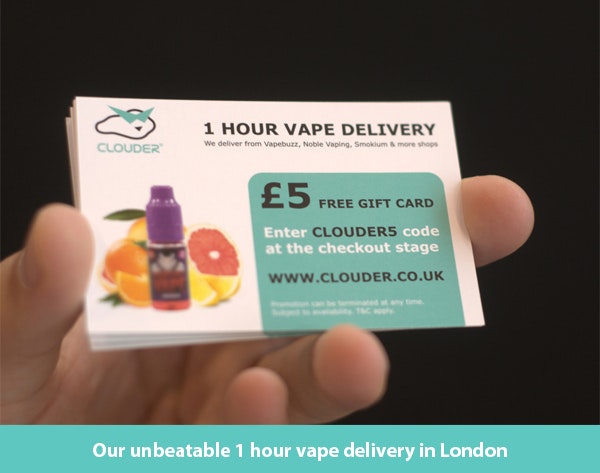 CLOUDER®
1 HOUR VAPE DELIVERY
We deliver from Vapebuzz, Noble Vaping, Smokium & more shops
£5 FREE GIFT CARD
Enter CLOUDER5 code
at the checkout stage
WWW.CLOUDER.CO.UK
Promotion can be terminated at any time.
Subject to availability. T&C apply.
Our unbeatable 1 hour vape delivery in London